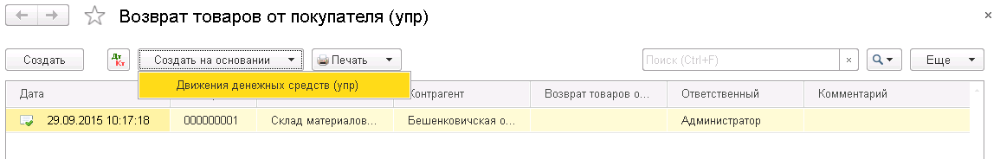 Возврат товаров от покупателя (упр)
Создать Дт Кт Создать на основании Печать Поиск (Ctrl+F) Еще
Движения денежных средств (упр)
Дата Контрагент Возврат товаров о... Ответственный Комментарий
29.09.2015 10:17:18 000000001 Склад материалов... Бешенковичская о... Администратор